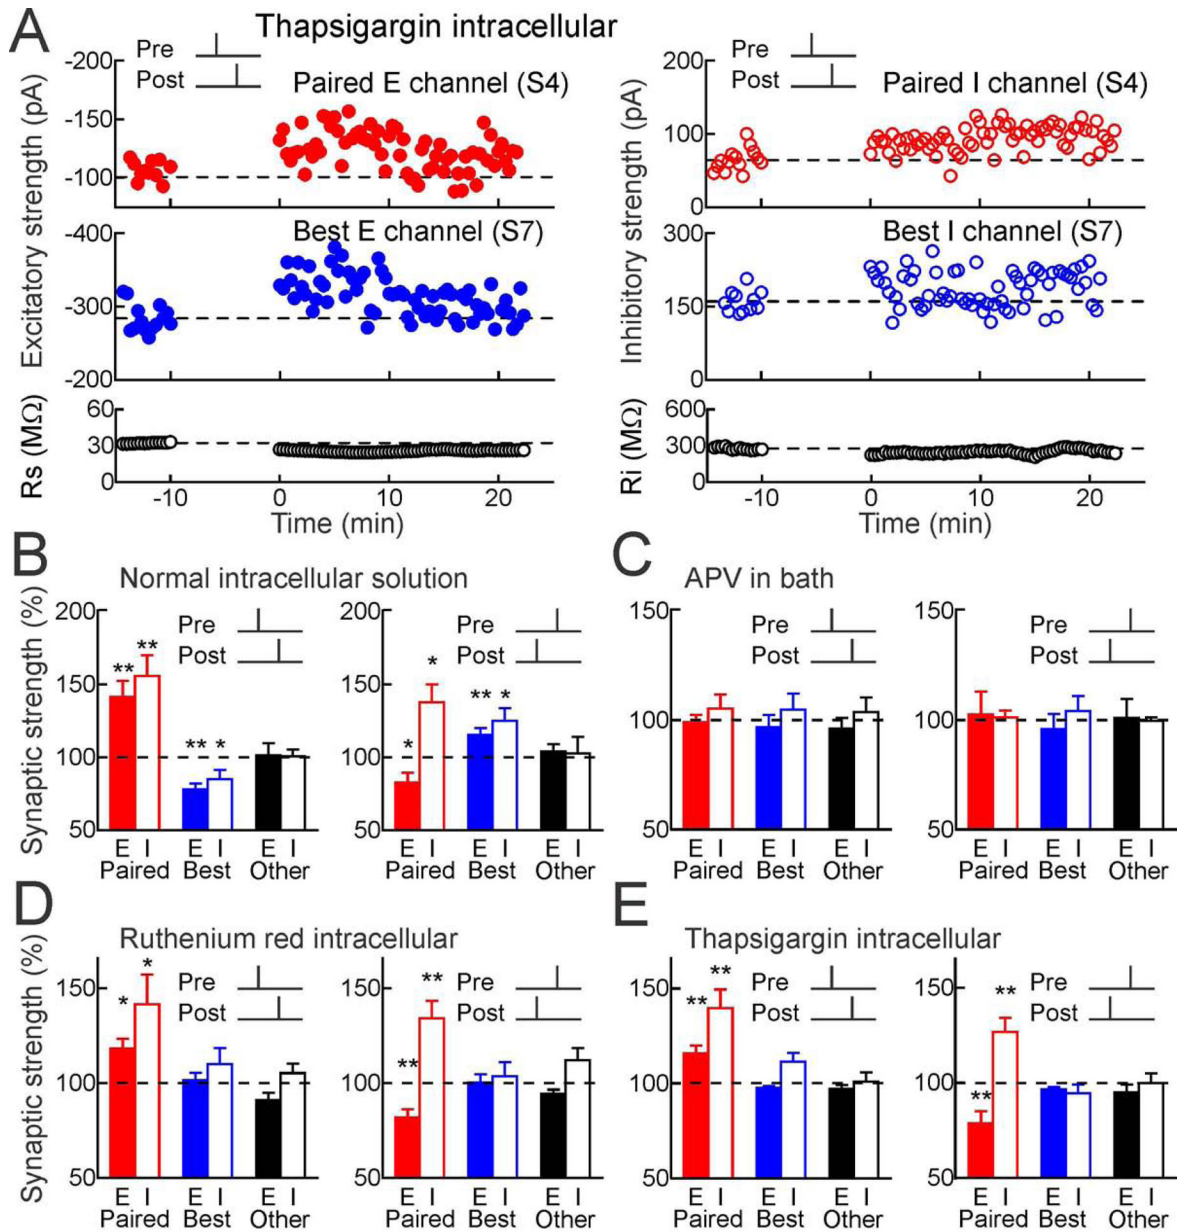 A
Thapsigargin intracellular
Pre
Post
Paired E channel (S4)
Excitatory strength (pA)
-200
-150
-100
Best E channel (S7)
-400
-300
-200
Rs (MΩ)
60
30
0
-10 0 10 20
Time (min)
Pre
Post
Paired I channel (S4)
Inhibitory strength (pA)
200
100
0
Best I channel (S7)
300
150
0
Ri (MΩ)
600
300
0
-10 0 10 20
Time (min)
B
Normal intracellular solution
Synaptic strength (%)
200
150
100
50
Pre
Post
** **
** *
E I E I E I
Paired Best Other
200
150
100
50
Pre
Post
* *
** *
E I E I E I
Paired Best Other
C
APV in bath
150
100
50
Pre
Post
E I E I E I
Paired Best Other
150
100
50
Pre
Post
E I E I E I
Paired Best Other
D
Ruthenium red intracellular
Synaptic strength (%)
150
100
50
Pre
Post
* *
E I E I E I
Paired Best Other
150
100
50
Pre
Post
** **
E I E I E I
Paired Best Other
E
Thapsigargin intracellular
150
100
50
Pre
Post
** **
E I E I E I
Paired Best Other
150
100
50
Pre
Post
** **
E I E I E I
Paired Best Other